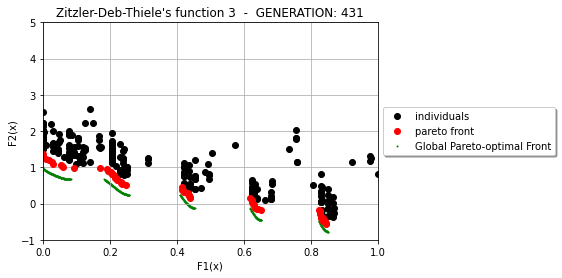 Zitzler-Deb-Thiele's function 3 - GENERATION: 431
5
4
3
2
1
0
−1
F2(x)
0.0 0.2 0.4 0.6 0.8 1.0
F1(x)
individuals
pareto front
Global Pareto-optimal Front